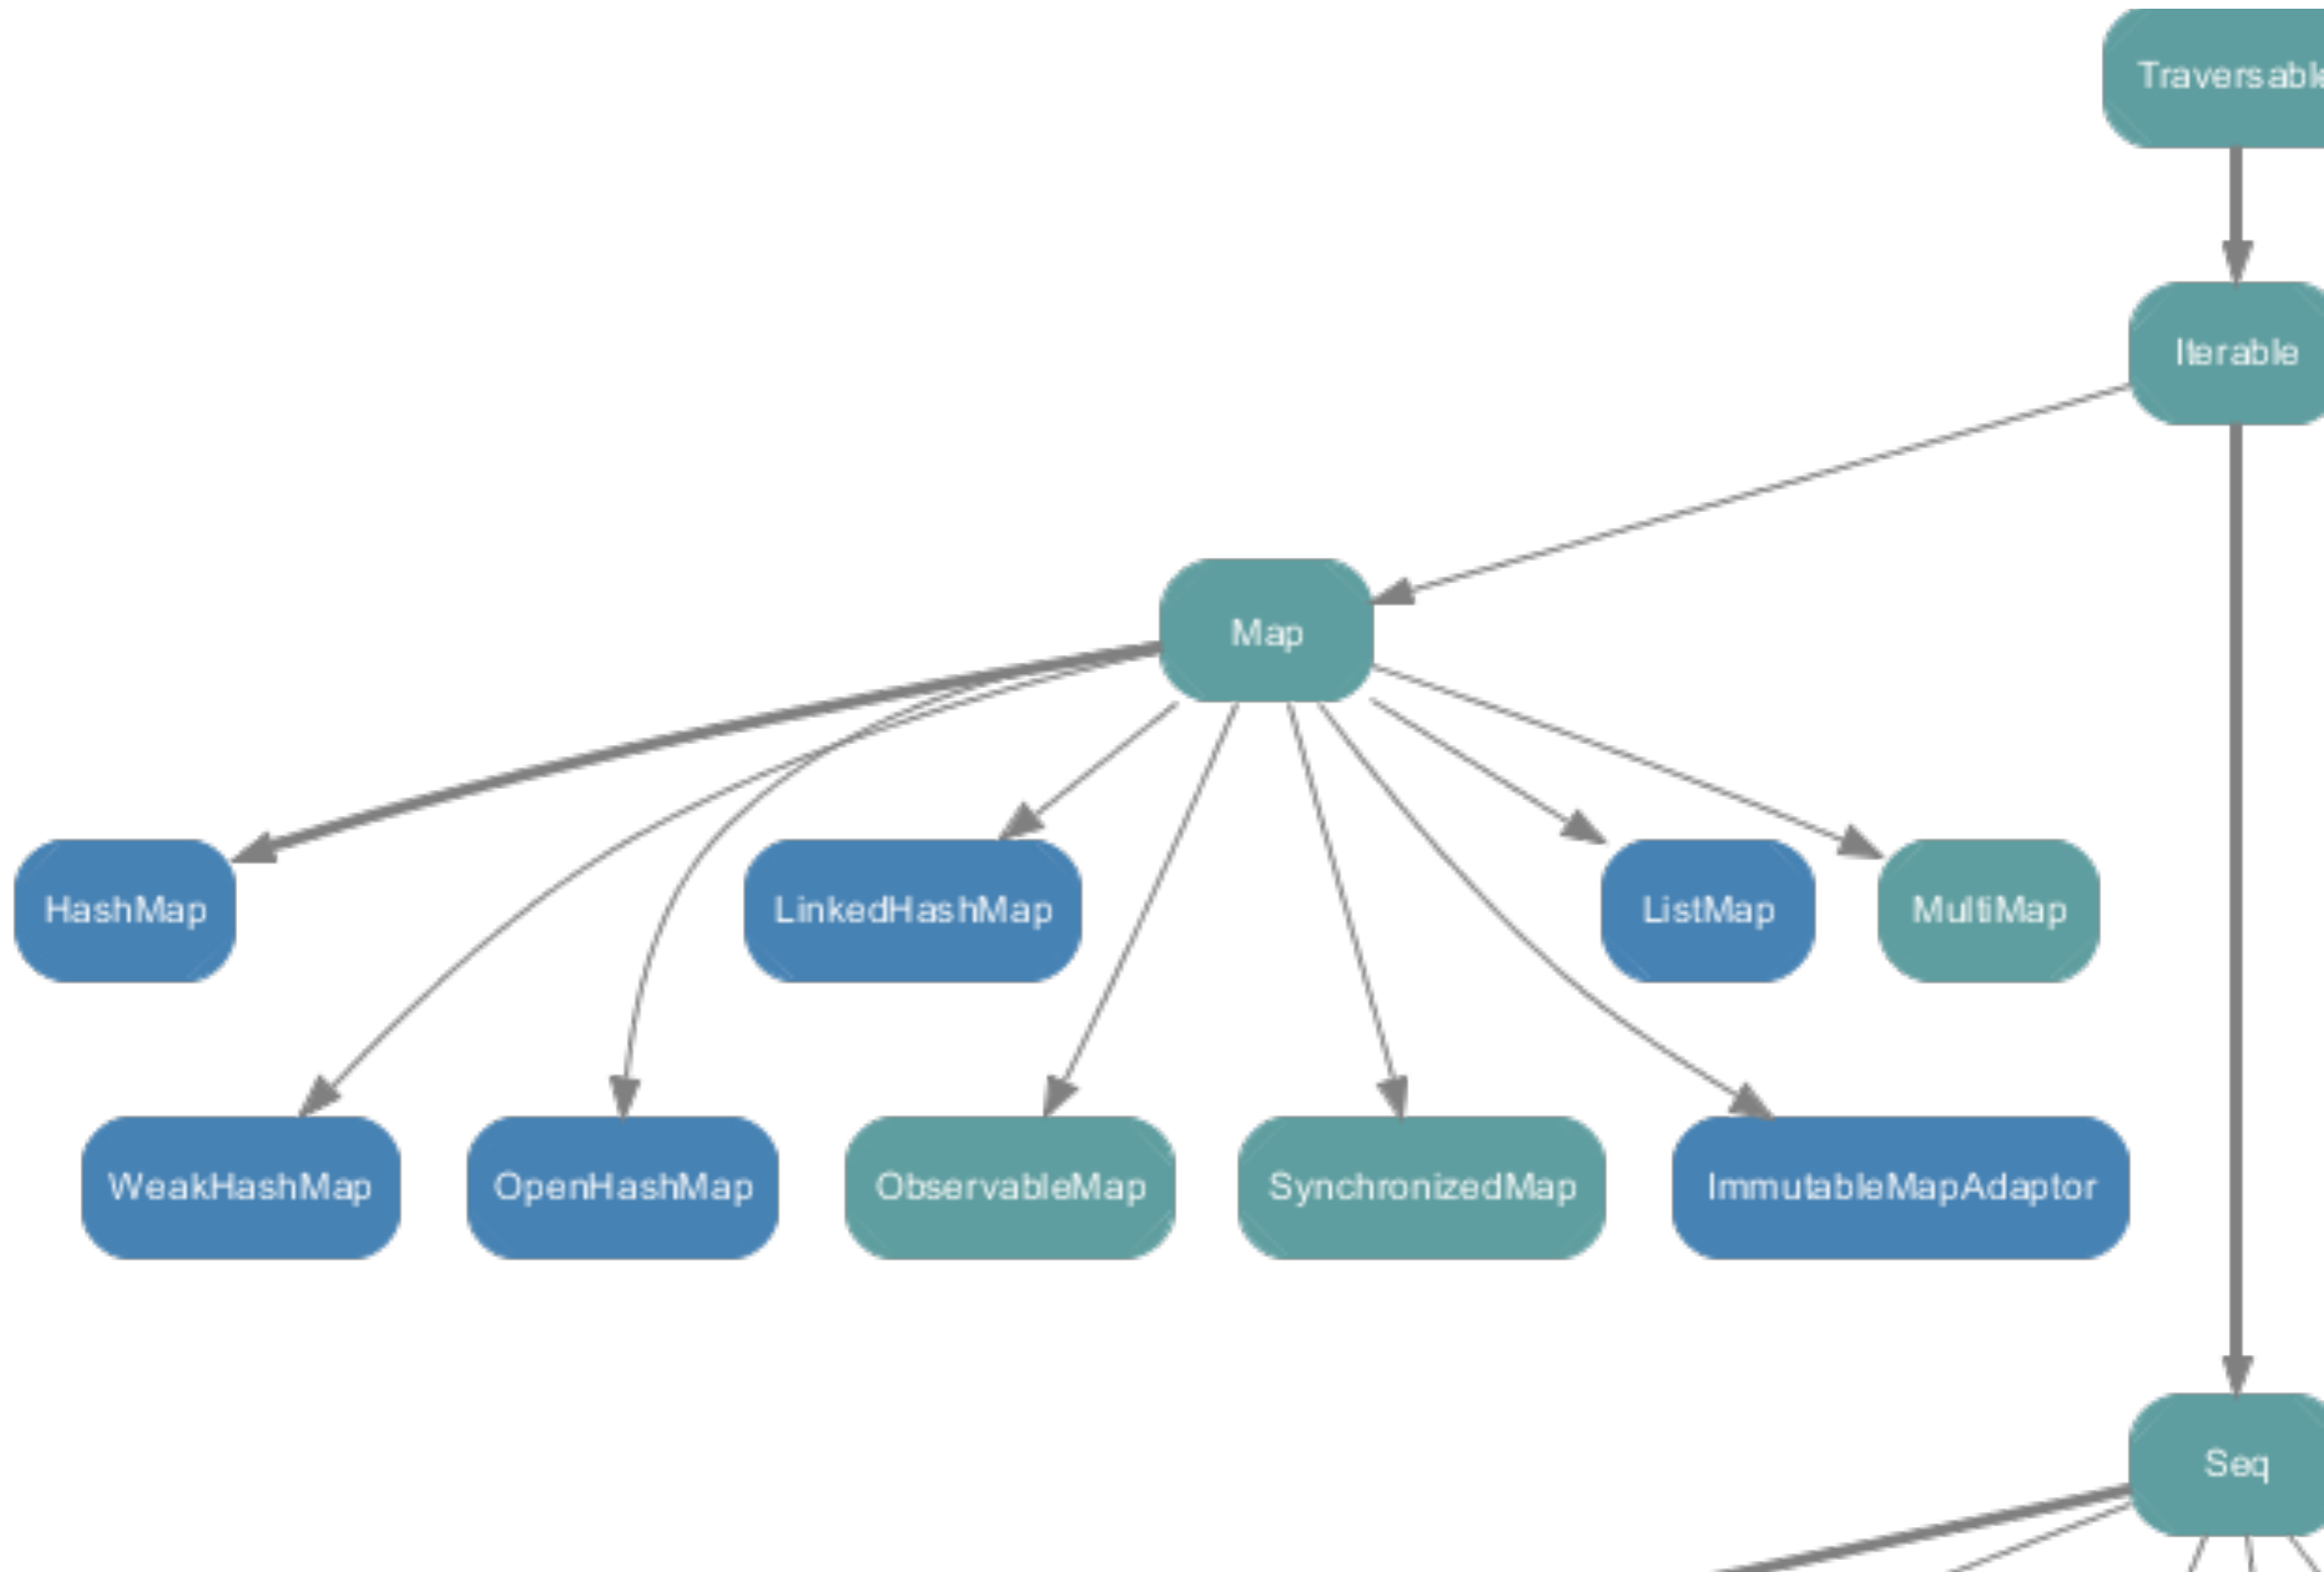 Traversable
Iterable
Map
HashMap
LinkedHashMap
ListMap
MultiMap
WeakHashMap
OpenHashMap
ObservableMap
SynchronizedMap
ImmutableMapAdaptor
Seq